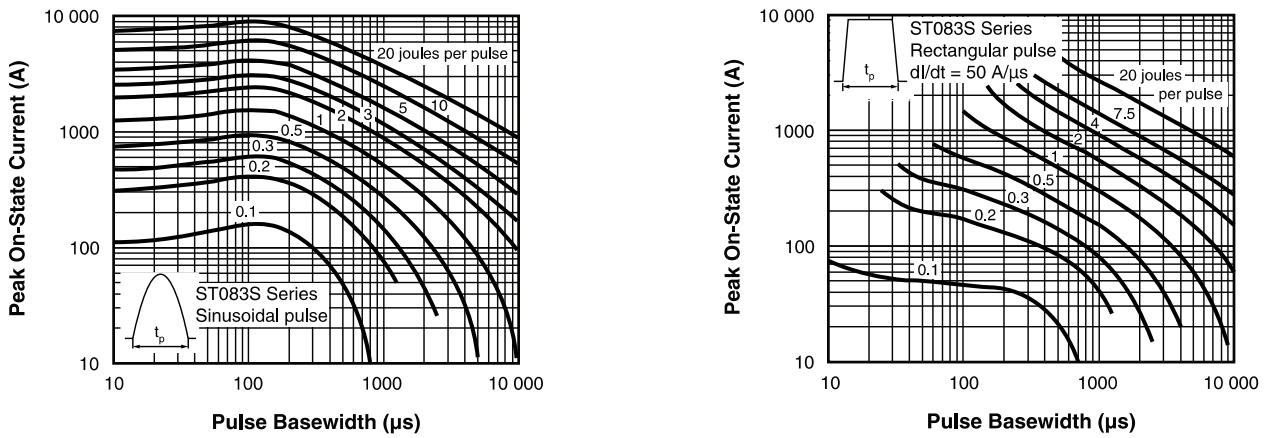 Peak On-State Current (A)
10 000
1000
100
10
20 joules per pulse
10
5
3
2
1
0.5
0.3
0.2
0.1
tp
ST083S Series
Sinusoidal pulse
10
100
1000
10 000
Pulse Basewidth (µs)
Peak On-State Current (A)
10 000
1000
100
10
tp
ST083S Series
Rectangular pulse
dI/dt = 50 A/µs
20 joules
per pulse
7.5
4
2
1
0.5
0.3
0.2
0.1
10
100
1000
10 000
Pulse Basewidth (µs)